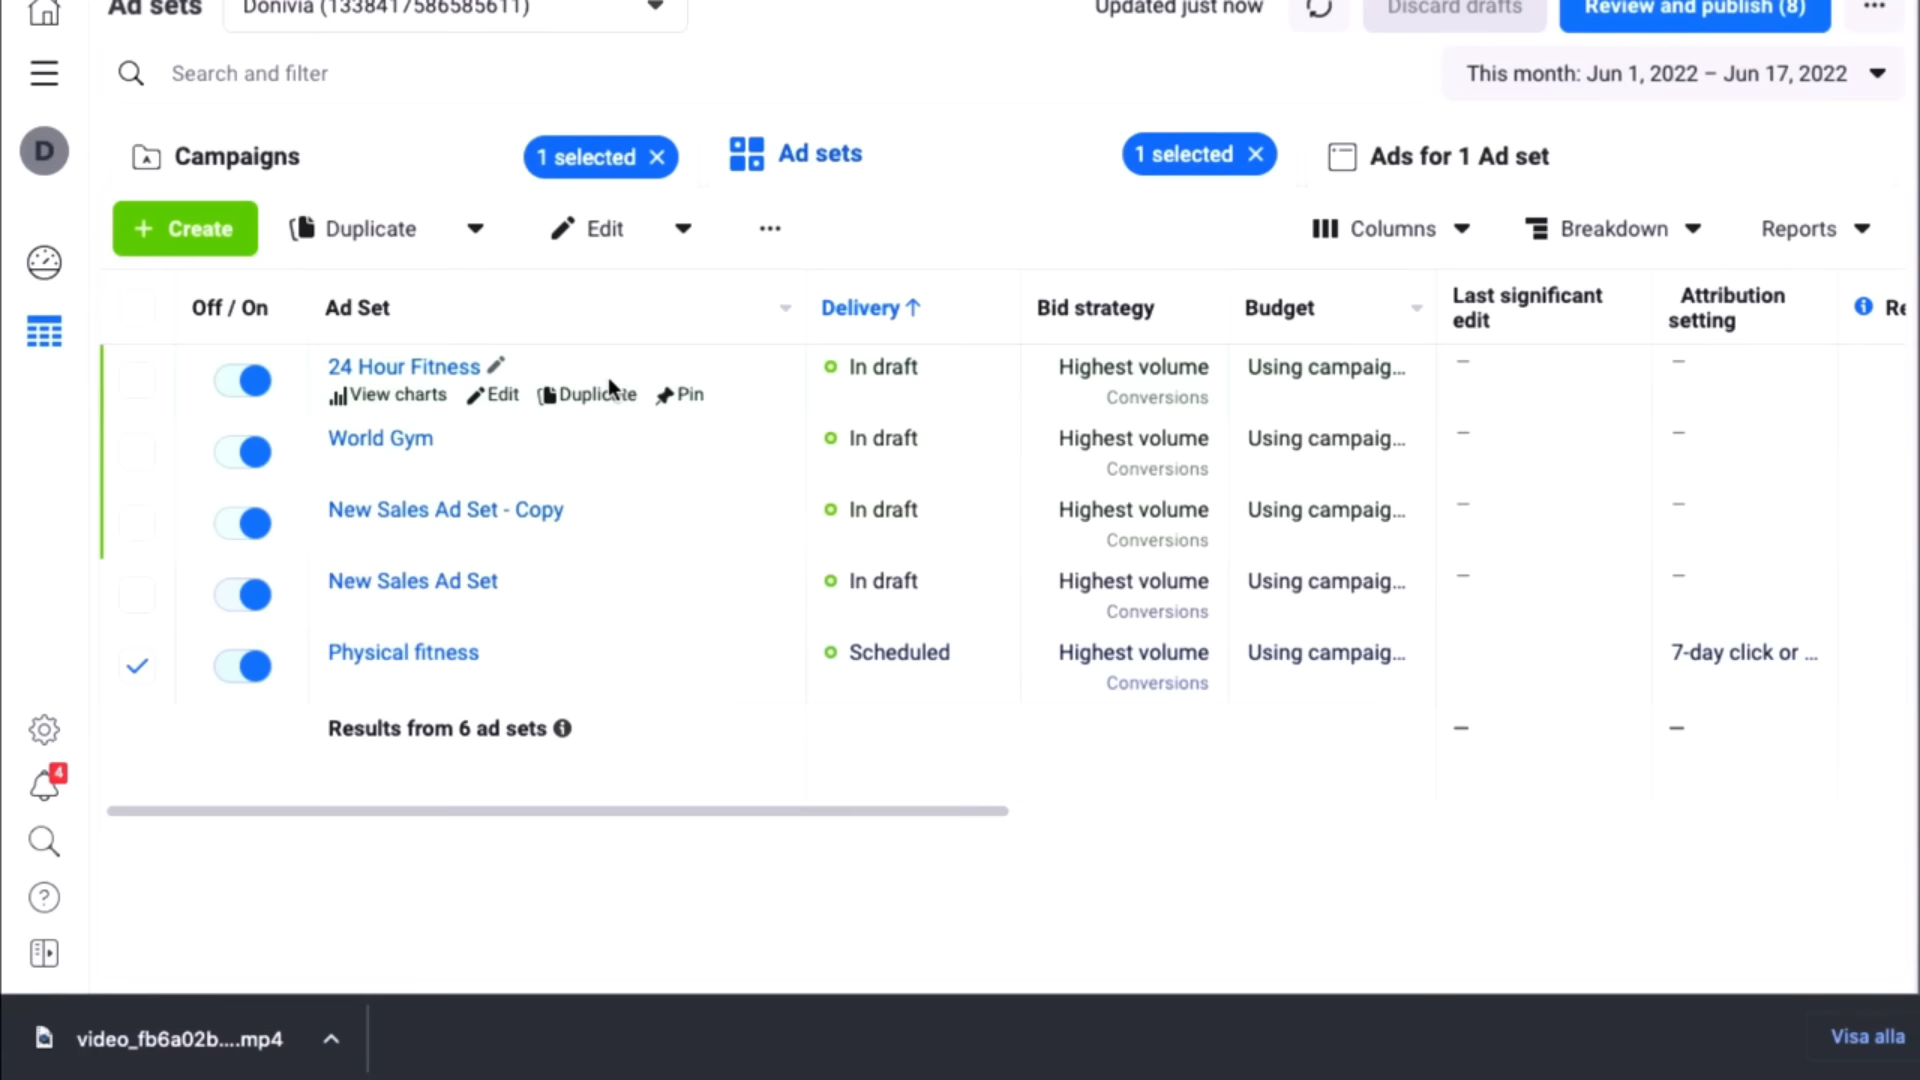 Ad sets
Donivia (1338417586585611)
Updated just now
Discard drafts
Review and publish (8)
Search and filter
This month: Jun 1, 2022 – Jun 17, 2022
D
Campaigns
1 selected
Ad sets
1 selected
Ads for 1 Ad set
+ Create
Duplicate
Edit
Columns
Breakdown
Reports
Off / On
Ad Set
Delivery ↑
Bid strategy
Budget
Last significant
edit
Attribution
setting
Re
24 Hour Fitness
View charts
Edit
Duplicate
Pin
In draft
Highest volume
Conversions
Using campaig...
–
–
World Gym
In draft
Highest volume
Conversions
Using campaig...
–
–
New Sales Ad Set - Copy
In draft
Highest volume
Conversions
Using campaig...
–
–
New Sales Ad Set
In draft
Highest volume
Conversions
Using campaig...
–
–
Physical fitness
Scheduled
Highest volume
Conversions
Using campaig...
7-day click or ...
Results from 6 ad sets
–
–
4
video_fb6a02b....mp4
Visa alla